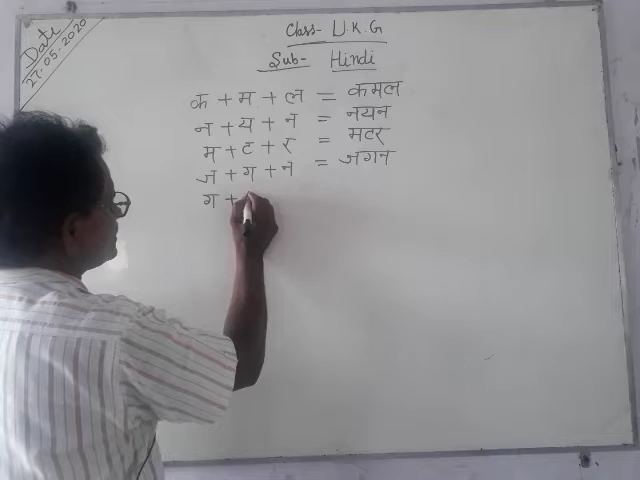 Date
27.05.2020
Class- U.K.G
Sub- Hindi
क + म + ल = कमल
न + य + न = नयन
म + ट + र = मटर
ज + ग + न = जगन
ग +